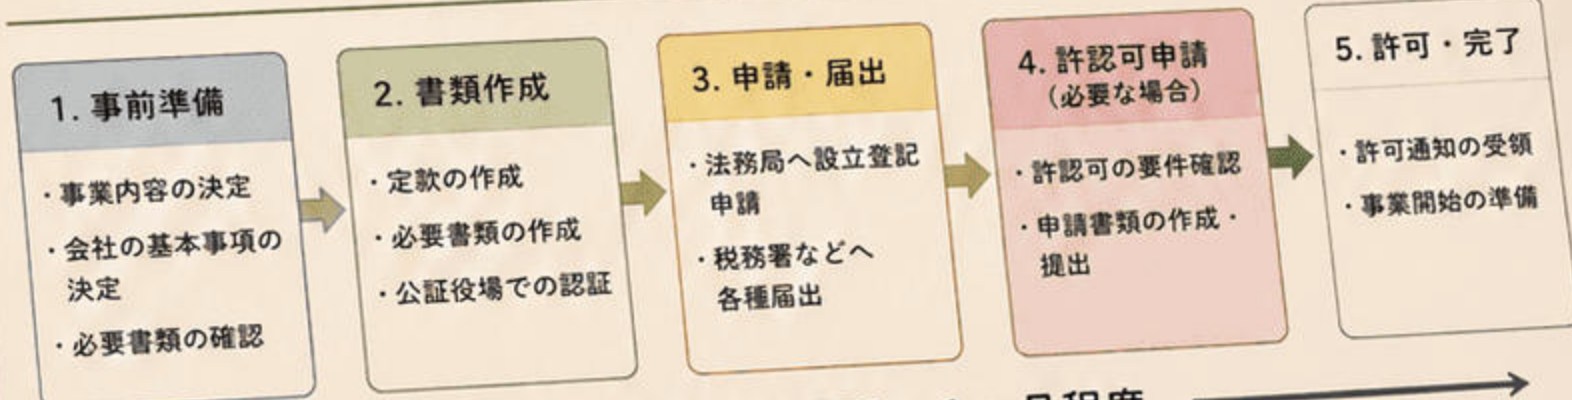 1. 事前準備
・事業内容の決定
・会社の基本事項の
決定
・必要書類の確認
2. 書類作成
・定款の作成
・必要書類の作成
・公証役場での認証
3. 申請・届出
・法務局へ設立登記
申請
・税務署などへ
各種届出
4. 許認可申請
（必要な場合）
・許認可の要件確認
・申請書類の作成・
提出
5. 許可・完了
・許可通知の受領
・事業開始の準備
月程度